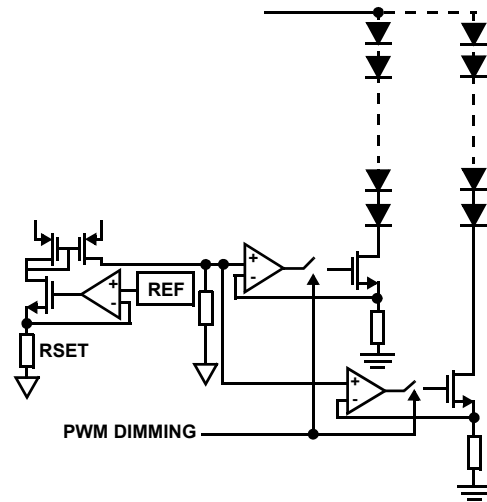 +
-
+
-
REF
RSET
+
-
PWM DIMMING